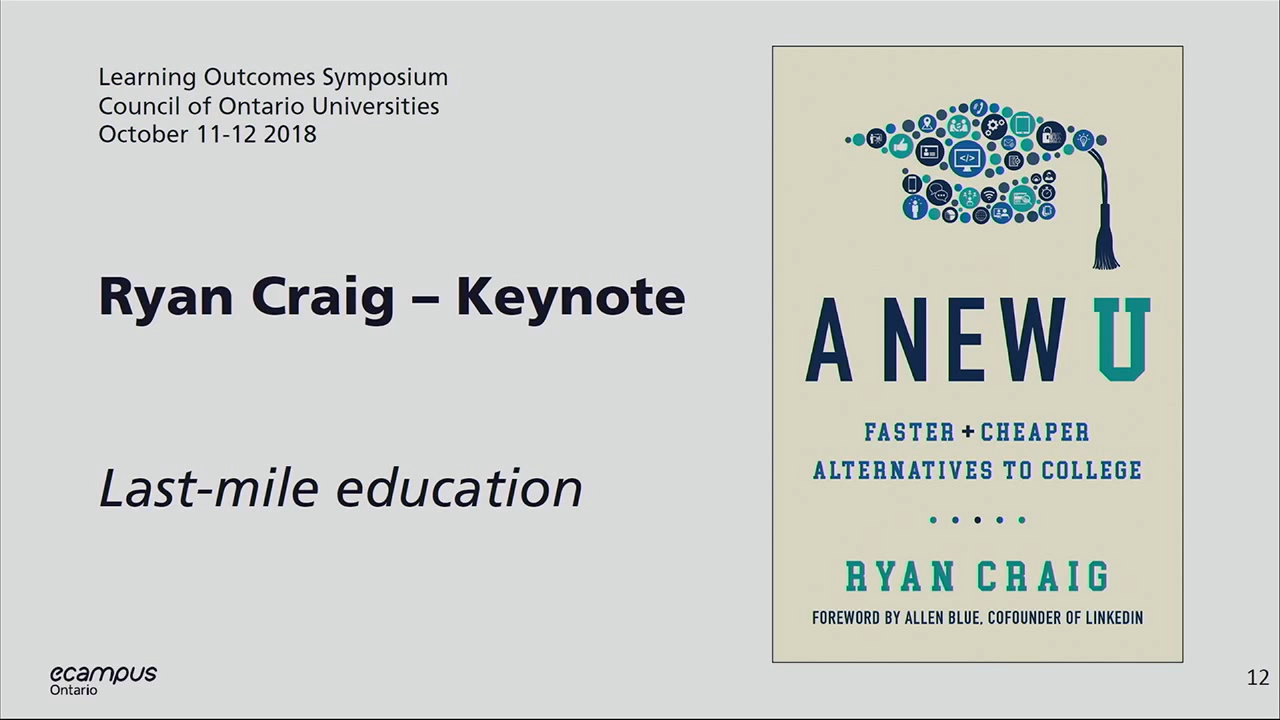 Learning Outcomes Symposium
Council of Ontario Universities
October 11-12 2018
Ryan Craig – Keynote
Last-mile education
A NEW U
FASTER + CHEAPER
ALTERNATIVES TO COLLEGE
RYAN CRAIG
FOREWORD BY ALLEN BLUE, COFOUNDER OF LINKEDIN
ecampus
Ontario
12